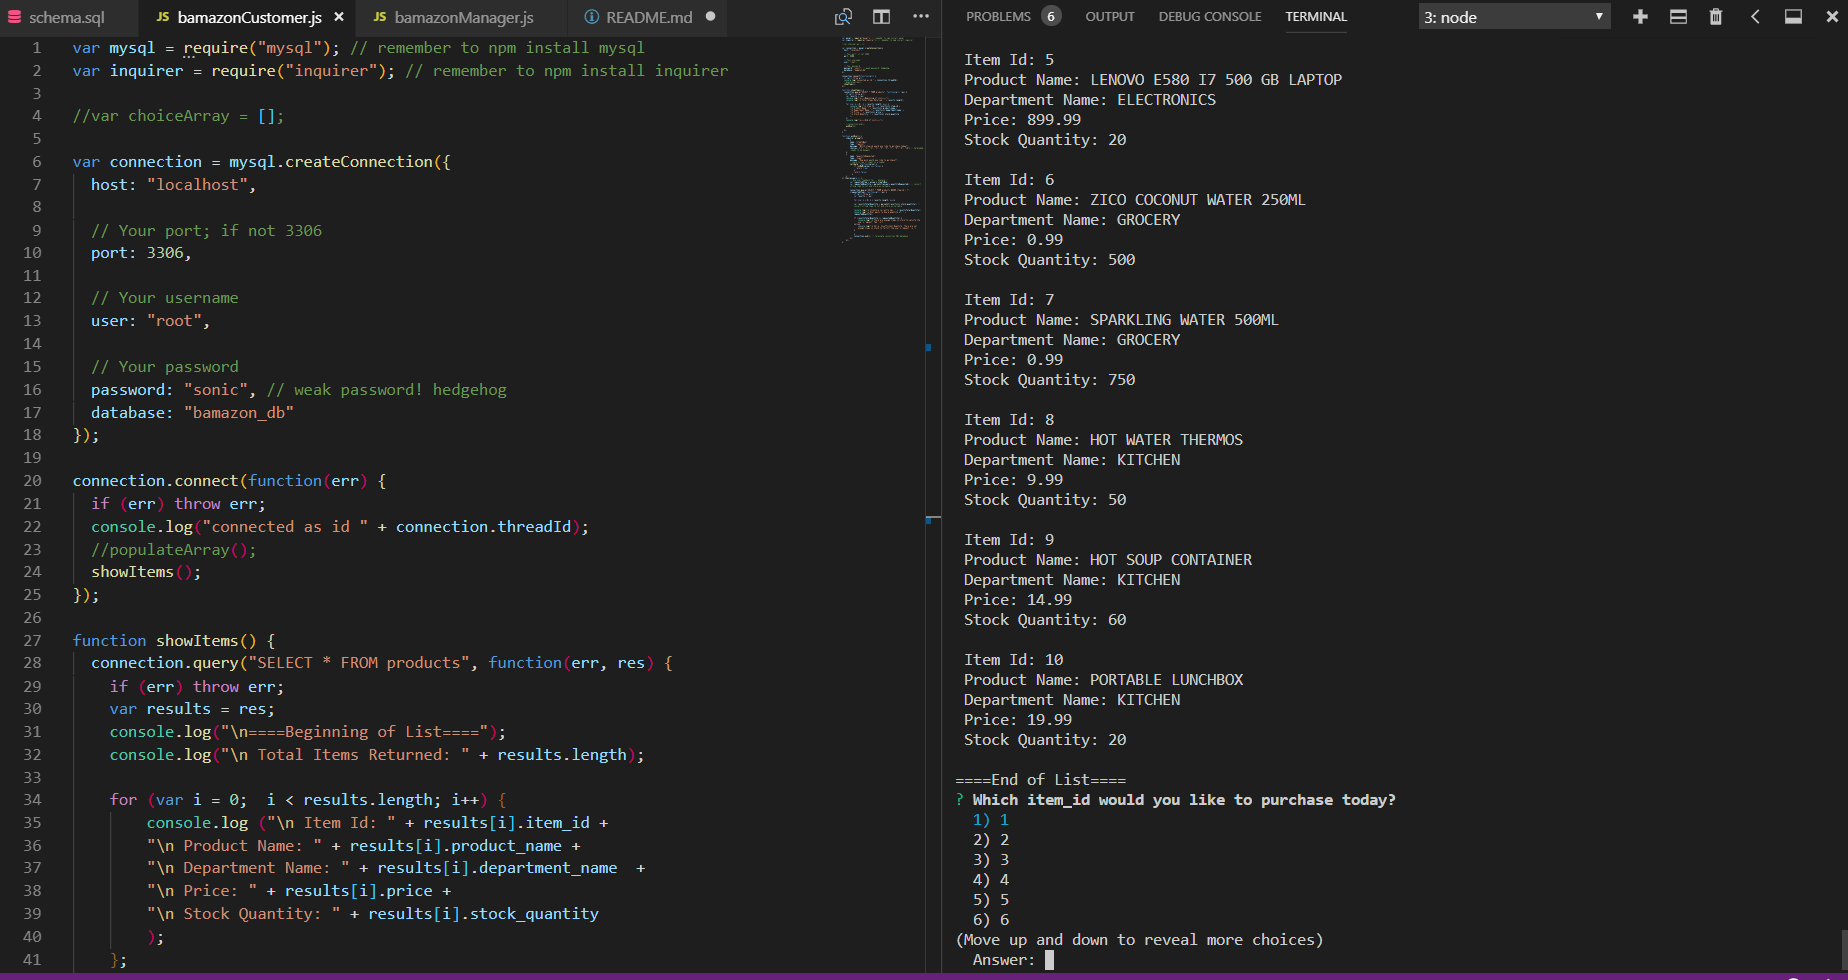 schema.sql
JS bamazonCustomer.js ×
JS bamazonManager.js
README.md
1 var mysql = require("mysql"); // remember to npm install mysql
2 var inquirer = require("inquirer"); // remember to npm install inquirer
3
4 //var choiceArray = [];
5
6 var connection = mysql.createConnection({
7 host: "localhost",
8
9 // Your port; if not 3306
10 port: 3306,
11
12 // Your username
13 user: "root",
14
15 // Your password
16 password: "sonic", // weak password! hedgehog
17 database: "bamazon_db"
18 });
19
20 connection.connect(function(err) {
21 if (err) throw err;
22 console.log("connected as id " + connection.threadId);
23 //populateArray();
24 showItems();
25 });
26
27 function showItems() {
28 connection.query("SELECT * FROM products", function(err, res) {
29 if (err) throw err;
30 var results = res;
31 console.log("\n====Beginning of List====");
32 console.log("\n Total Items Returned: " + results.length);
33
34 for (var i = 0;  i < results.length; i++) {
35 console.log ("\n Item Id: " + results[i].item_id +
36 "\n Product Name: " + results[i].product_name +
37 "\n Department Name: " + results[i].department_name  +
38 "\n Price: " + results[i].price +
39 "\n Stock Quantity: " + results[i].stock_quantity
40 );
41 };
PROBLEMS 6 OUTPUT DEBUG CONSOLE TERMINAL 3: node
Item Id: 5
Product Name: LENOVO E580 I7 500 GB LAPTOP
Department Name: ELECTRONICS
Price: 899.99
Stock Quantity: 20
Item Id: 6
Product Name: ZICO COCONUT WATER 250ML
Department Name: GROCERY
Price: 0.99
Stock Quantity: 500
Item Id: 7
Product Name: SPARKLING WATER 500ML
Department Name: GROCERY
Price: 0.99
Stock Quantity: 750
Item Id: 8
Product Name: HOT WATER THERMOS
Department Name: KITCHEN
Price: 9.99
Stock Quantity: 50
Item Id: 9
Product Name: HOT SOUP CONTAINER
Department Name: KITCHEN
Price: 14.99
Stock Quantity: 60
Item Id: 10
Product Name: PORTABLE LUNCHBOX
Department Name: KITCHEN
Price: 19.99
Stock Quantity: 20
====End of List====
? Which item_id would you like to purchase today?
1) 1
2) 2
3) 3
4) 4
5) 5
6) 6
(Move up and down to reveal more choices)
Answer: